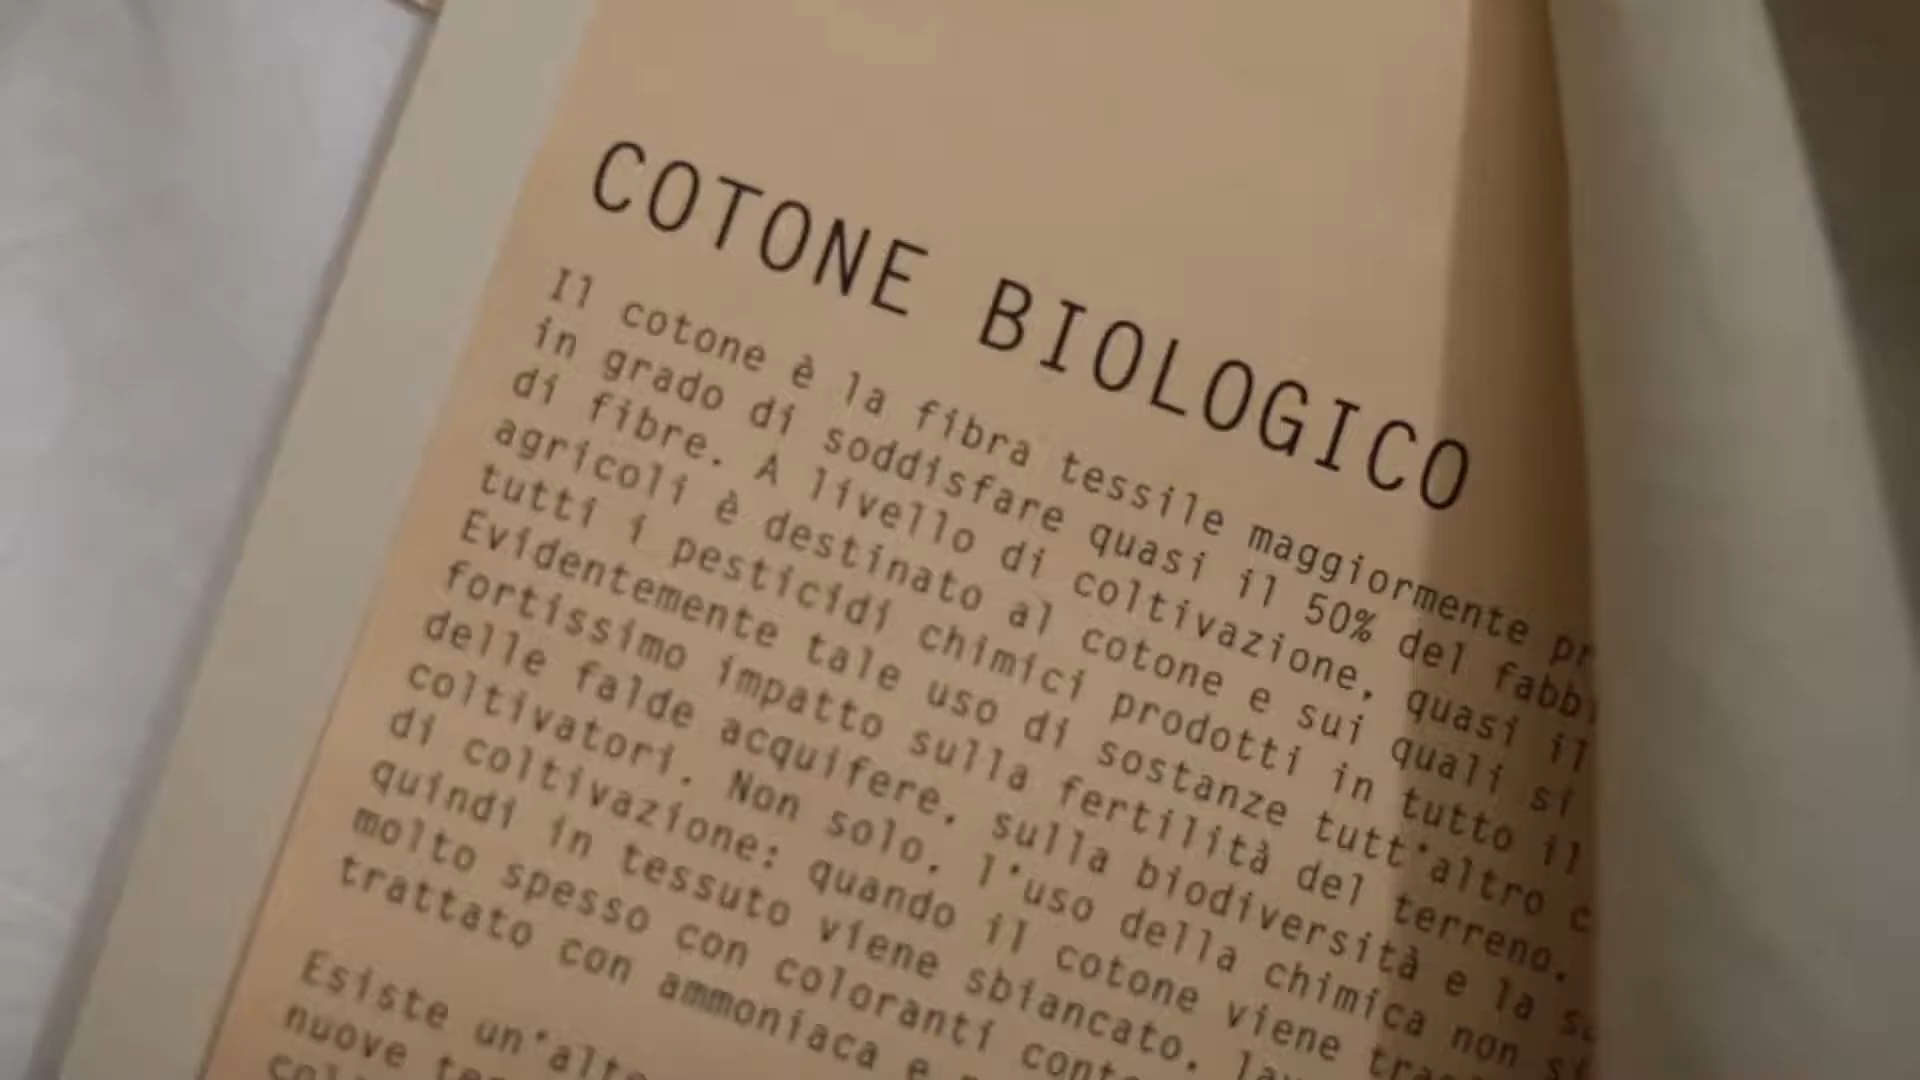 COTONE BIOLOGICO
Il cotone è la fibra tessile maggiormente
in grado di soddisfare quasi il 50% del
di fibre. A livello di coltivazione, quasi il
agricoli è destinato al cotone e sui quali si
tutti i pesticidi chimici prodotti in tutto il
Evidentemente tale uso di sostanze tutt'altro
fortissimo impatto sulla fertilità del terreno,
delle falde acquifere, sulla biodiversità e la
coltivatori. Non solo, l'uso della chimica non
di coltivazione: quando il cotone viene
quindi in tessuto viene sbiancato,
molto spesso con coloranti
trattato con ammoniaca e
Esiste
nuove